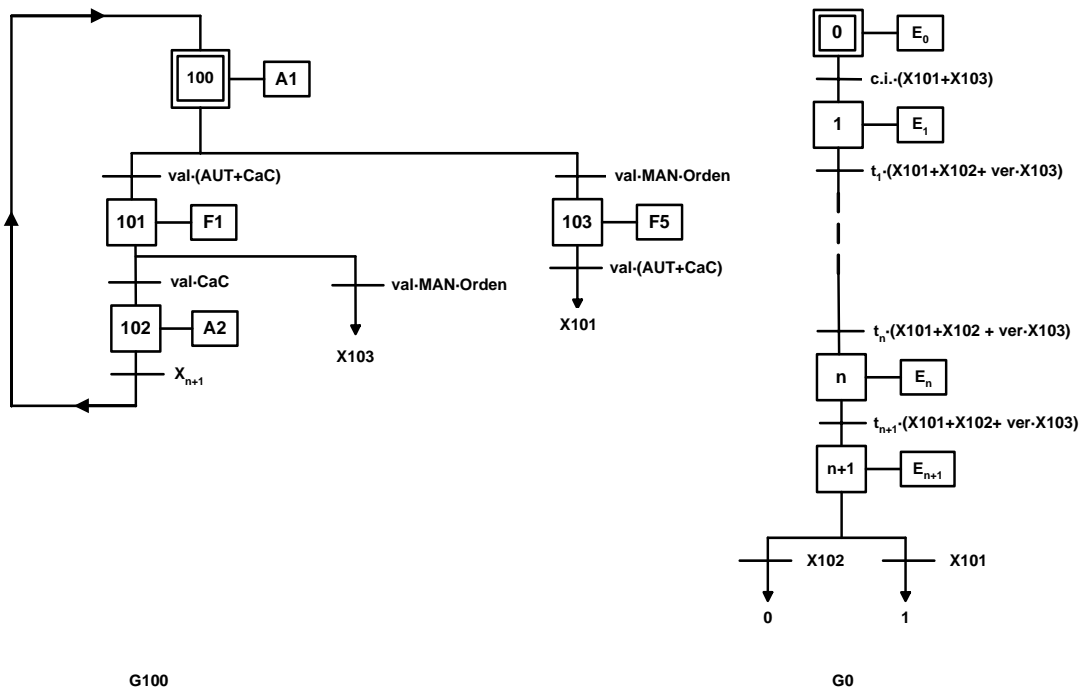 100
A1
val·(AUT+CaC)
val·MAN·Orden
101
F1
103
F5
val·CaC
val·MAN·Orden
val·(AUT+CaC)
102
A2
X103
X101
Xn+1
G100
0
E0
c.i.·(X101+X103)
1
E1
t1·(X101+X102+ ver·X103)
tn·(X101+X102 + ver·X103)
n
En
tn+1·(X101+X102+ ver·X103)
n+1
En+1
X102
X101
0
1
G0